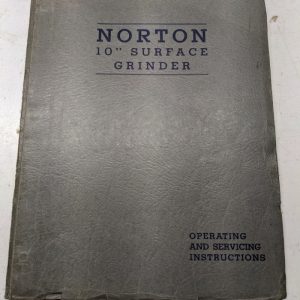 NORTON
10" SURFACE
GRINDER
OPERATING
AND SERVICING
INSTRUCTIONS